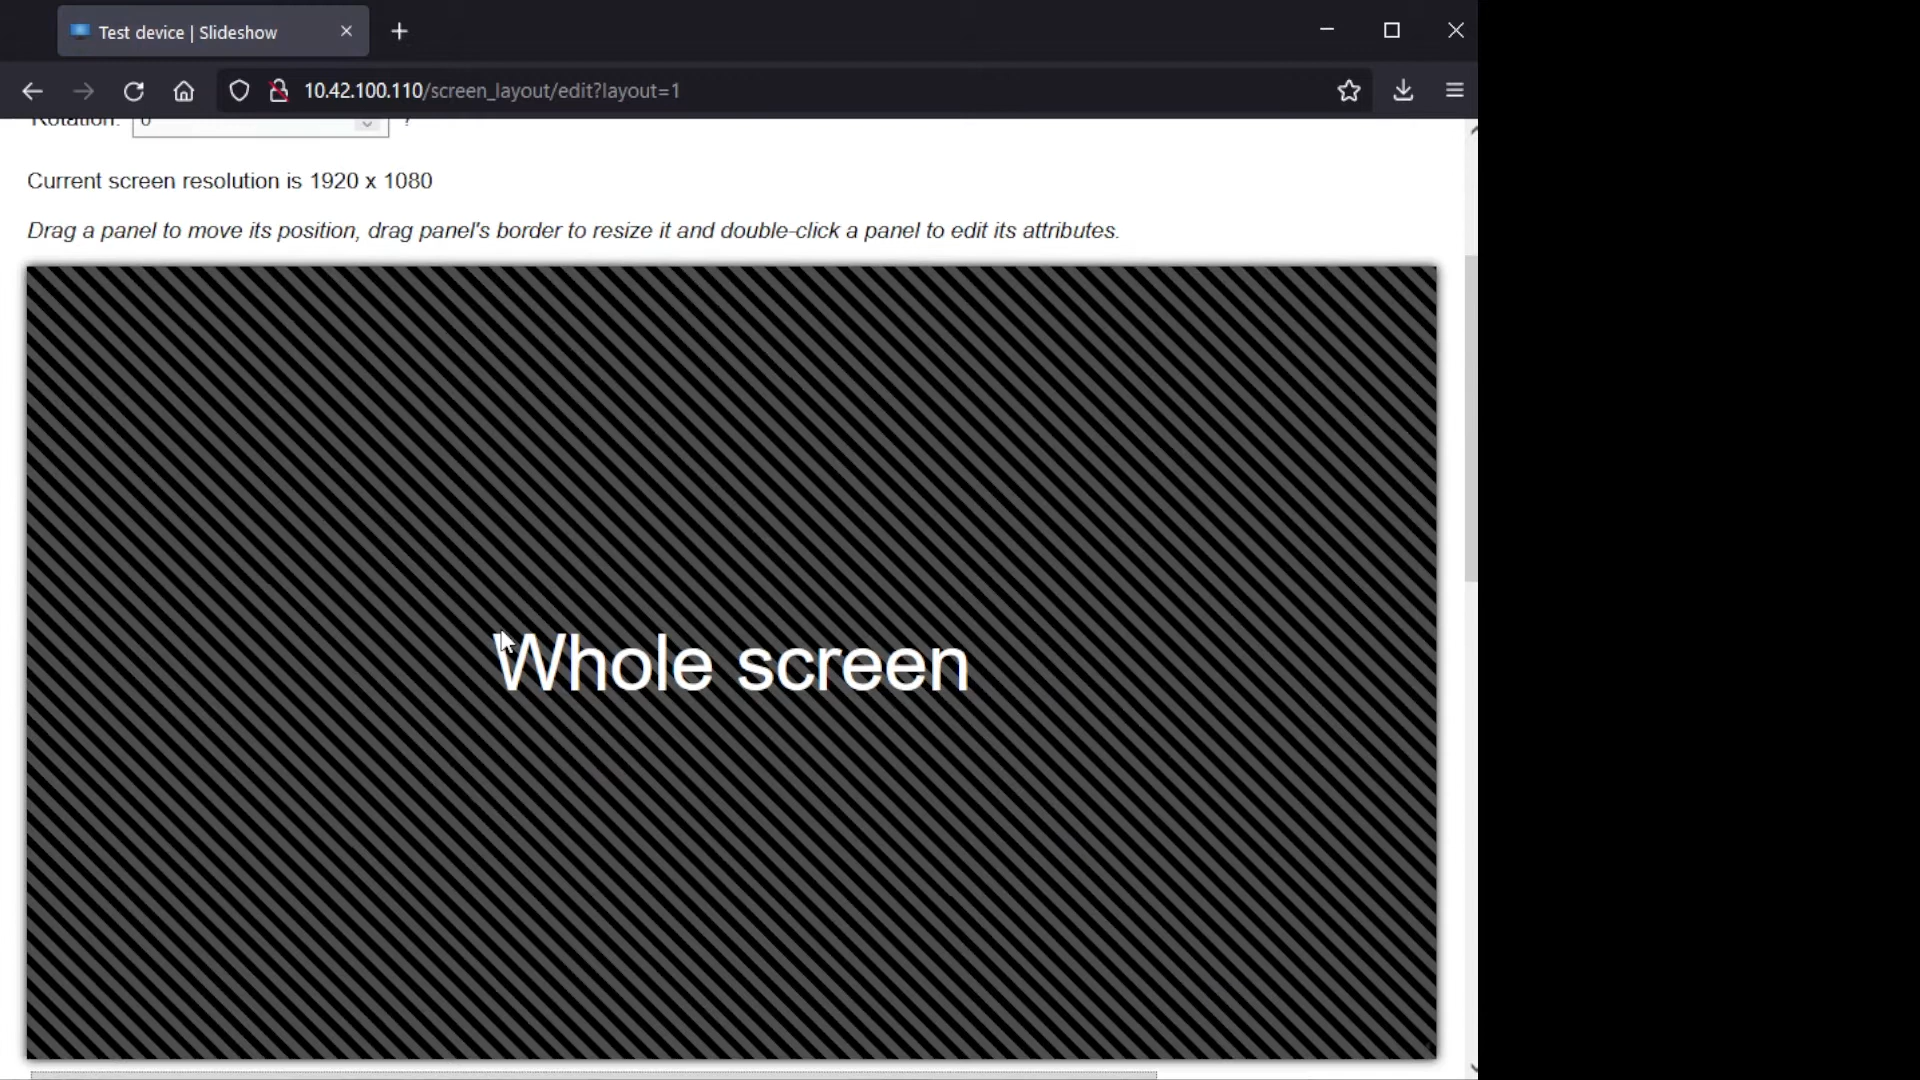 Test device | Slideshow
10.42.100.110/screen_layout/edit?layout=1
Rotation: 0 ?
Current screen resolution is 1920 x 1080
Drag a panel to move its position, drag panel's border to resize it and double-click a panel to edit its attributes.
Whole screen